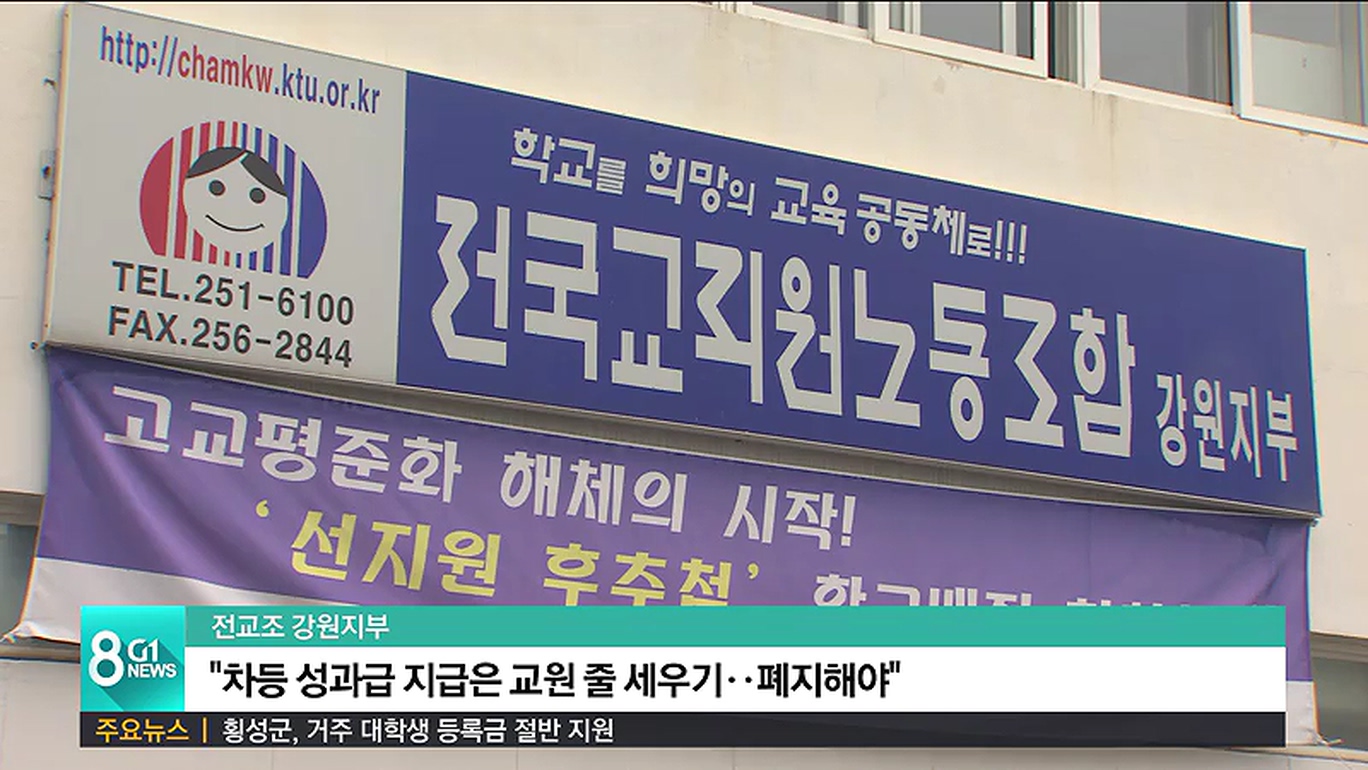 http://chamkw.ktu.or.kr
TEL.251-6100
FAX.256-2844
학교를 희망의 교육 공동체로!!!
전국교직원노동조합 강원지부
고교평준화 해체의 시작!
‘선지원 후추첨’ 학교배정
전교조 강원지부
8 G1 NEWS
"차등 성과급 지급은 교원 줄 세우기‥폐지해야"
주요뉴스 | 횡성군, 거주 대학생 등록금 절반 지원